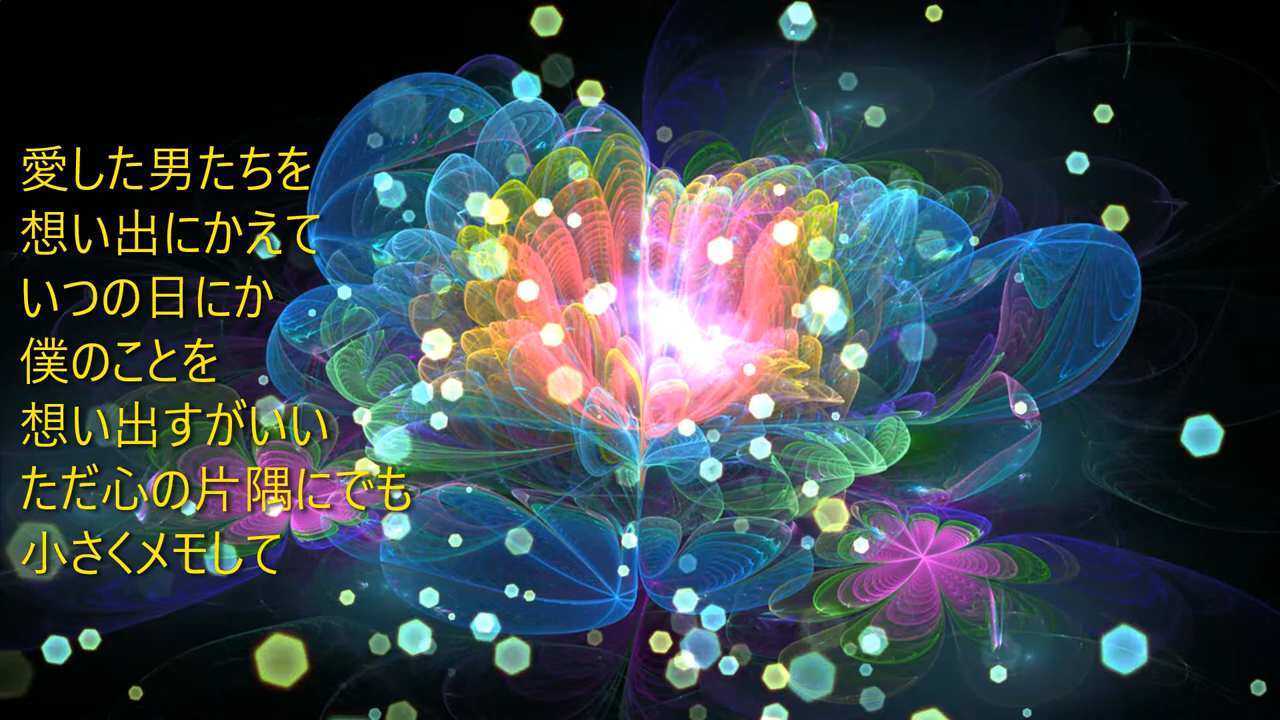 愛した男たちを
想い出にかえて
いつの日にか
僕のことを
想い出すがいい
ただ心の片隅にでも
小さくメモして